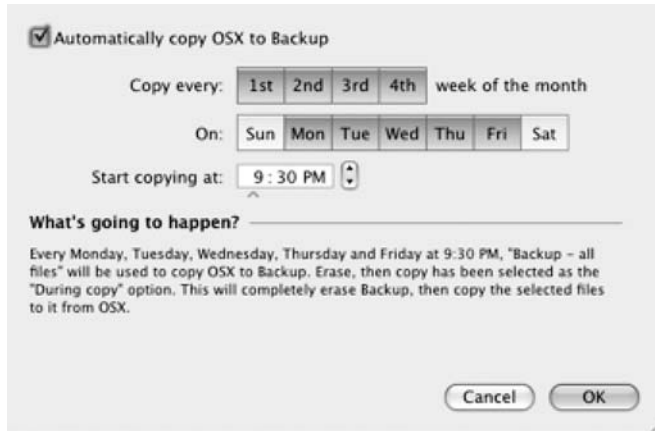 Automatically copy OSX to Backup
Copy every: 1st 2nd 3rd 4th week of the month
On: Sun Mon Tue Wed Thu Fri Sat
Start copying at: 9:30 PM
What's going to happen?
Every Monday, Tuesday, Wednesday, Thursday and Friday at 9:30 PM, "Backup - all
files" will be used to copy OSX to Backup. Erase, then copy has been selected as the
"During copy" option. This will completely erase Backup, then copy the selected files
to it from OSX.
Cancel OK